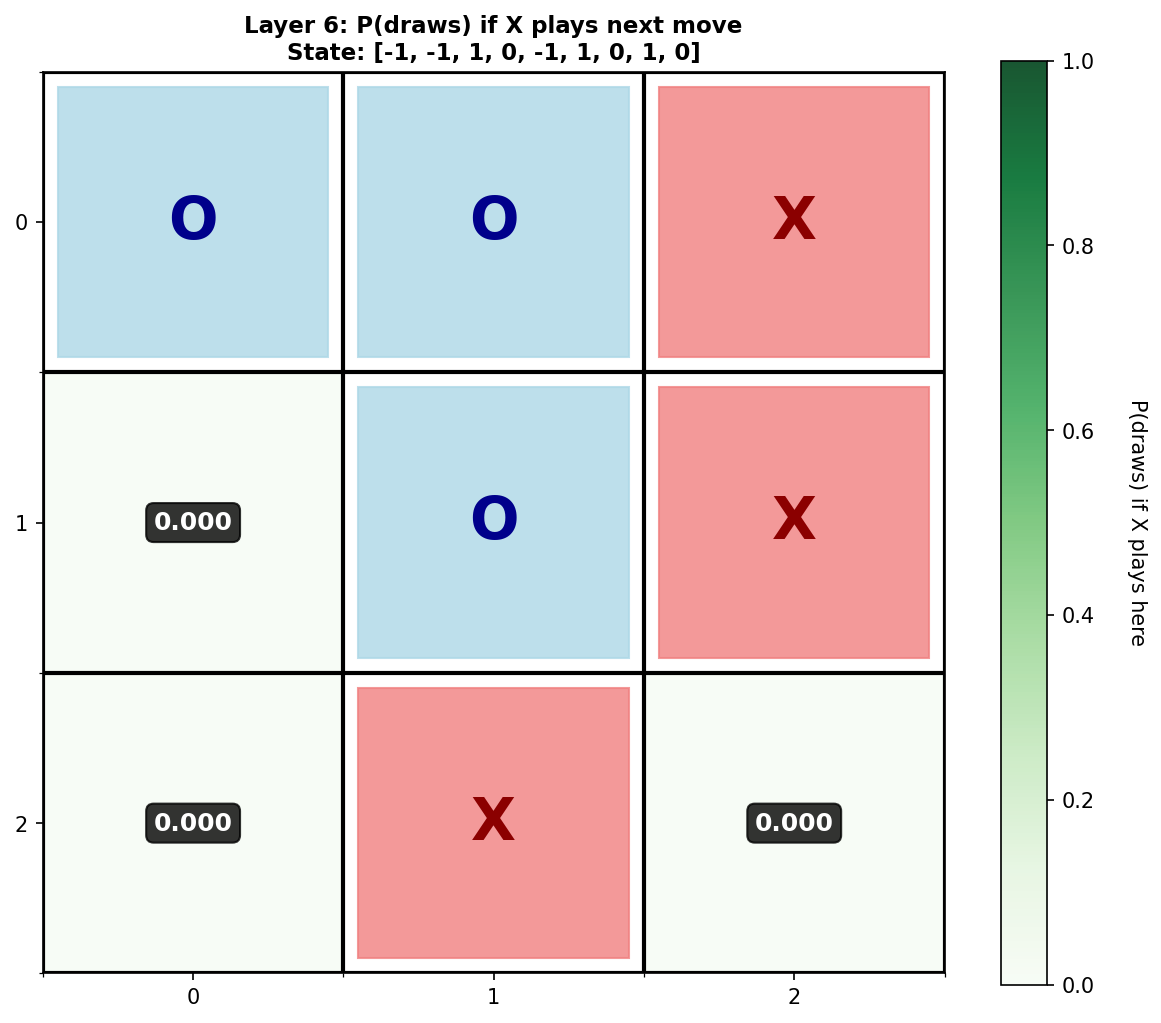 Layer 6: P(draws) if X plays next move
State: [-1, -1, 1, 0, -1, 1, 0, 1, 0]
O O X
0
0.000 O X
1
0.000 X 0.000
2
0 1 2
1.0
0.8
0.6
0.4
0.2
0.0
P(draws) if X plays here